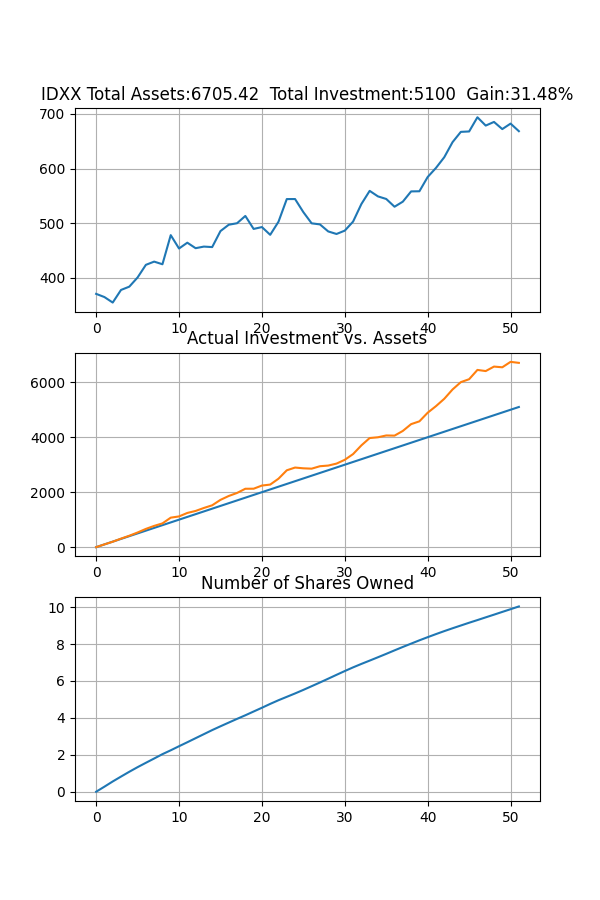 IDXX Total Assets:6705.42  Total Investment:5100  Gain:31.48%
700
600
500
400
0 10 20 30 40 50
Actual Investment vs. Assets
6000
4000
2000
0
0 10 20 30 40 50
Number of Shares Owned
10
8
6
4
2
0
0 10 20 30 40 50